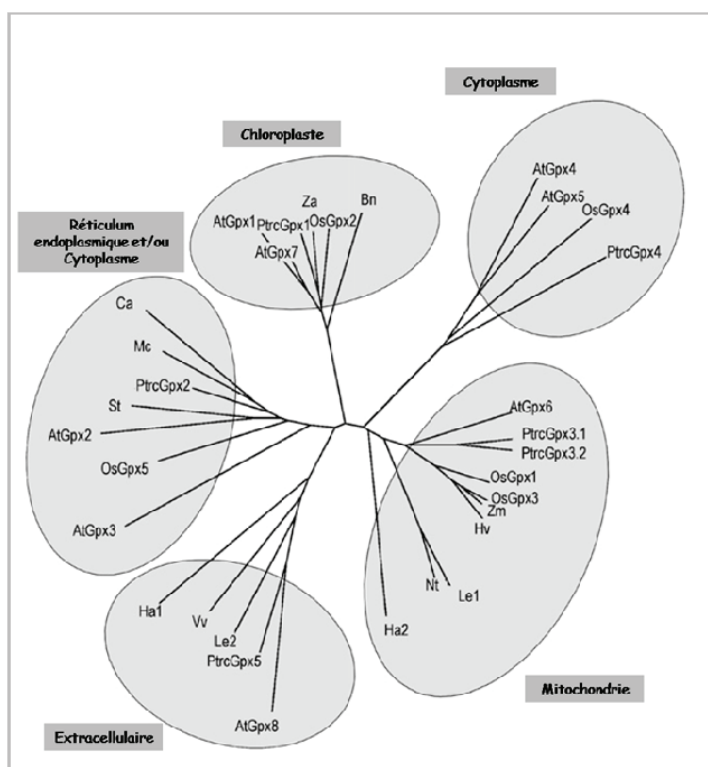 Cytoplasme
Chloroplaste
AtGpx4
AtGpx5
OsGpx4
PtrcGpx4
Za
Bn
AtGpx1
PtrcGpx1
OsGpx2
AtGpx7
Réticulum
endoplasmique et/ou
Cytoplasme
Ca
Mc
PtrcGpx2
St
AtGpx2
OsGpx5
AtGpx3
AtGpx6
PtrcGpx3.1
PtrcGpx3.2
OsGpx1
OsGpx3
Zm
Hv
Nt
Le1
Ha2
Ha1
Vv
Le2
PtrcGpx5
AtGpx8
Mitochondrie
Extracellulaire